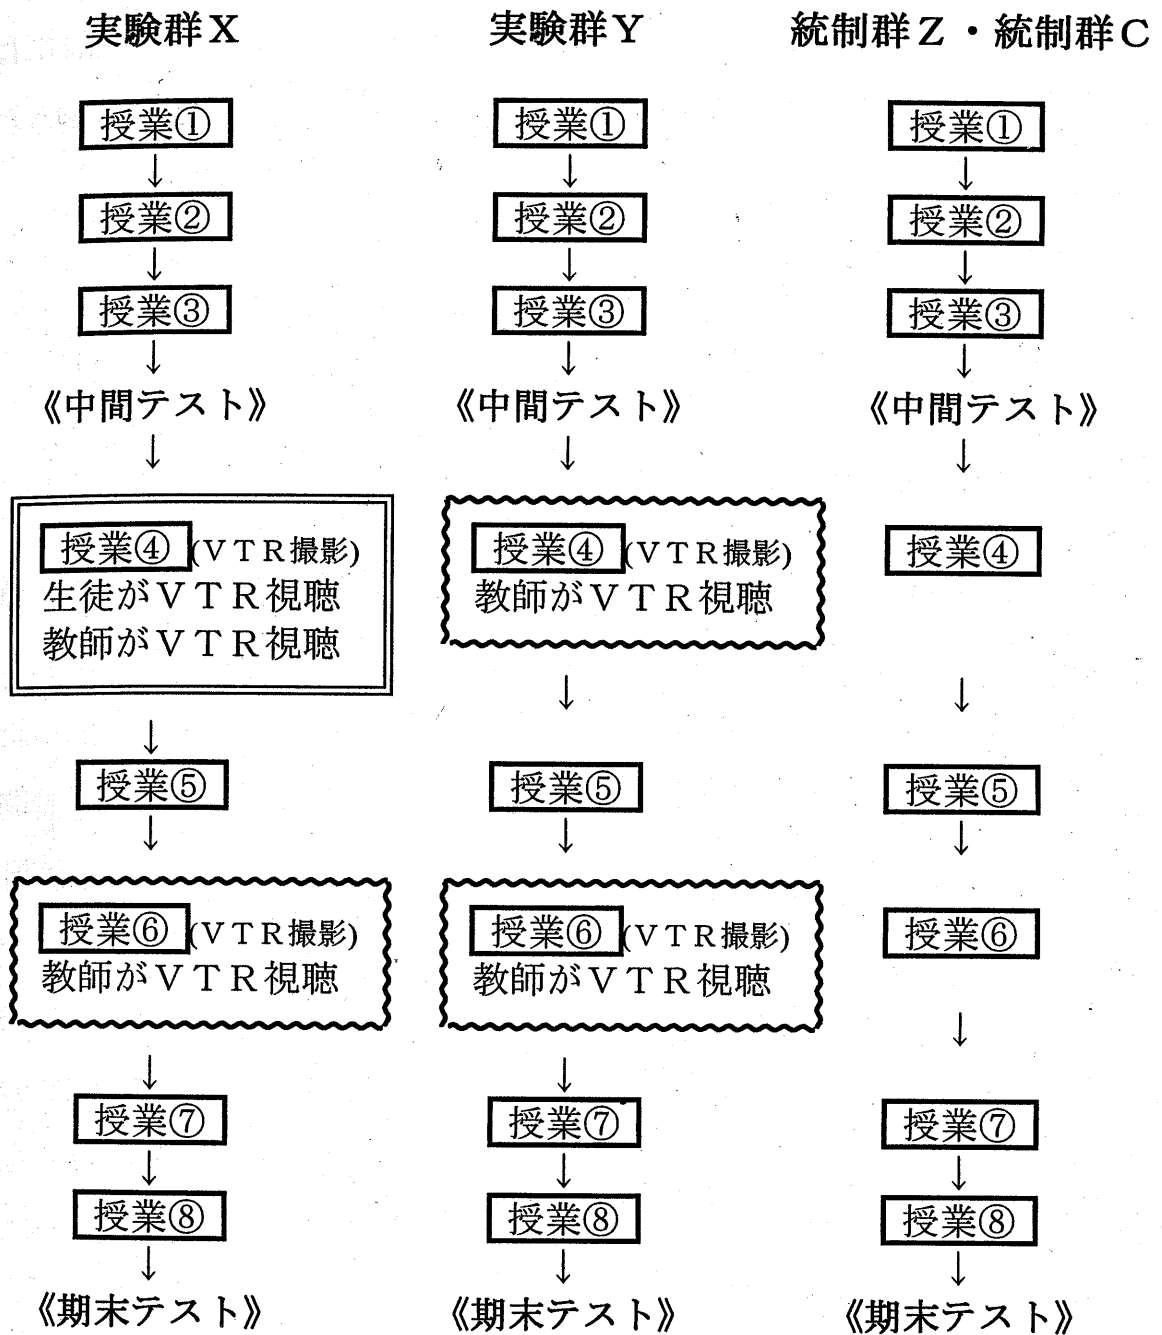 実験群X
授業①
↓
授業②
↓
授業③
↓
《中間テスト》
↓
授業④(VTR撮影)
生徒がVTR視聴
教師がVTR視聴
↓
授業⑤
↓
授業⑥(VTR撮影)
教師がVTR視聴
↓
授業⑦
↓
授業⑧
↓
《期末テスト》
実験群Y
授業①
↓
授業②
↓
授業③
↓
《中間テスト》
↓
授業④(VTR撮影)
教師がVTR視聴
↓
授業⑤
↓
授業⑥(VTR撮影)
教師がVTR視聴
↓
授業⑦
↓
授業⑧
↓
《期末テスト》
統制群Z・統制群C
授業①
↓
授業②
↓
授業③
↓
《中間テスト》
↓
授業④
↓
授業⑤
↓
授業⑥
↓
授業⑦
↓
授業⑧
↓
《期末テスト》